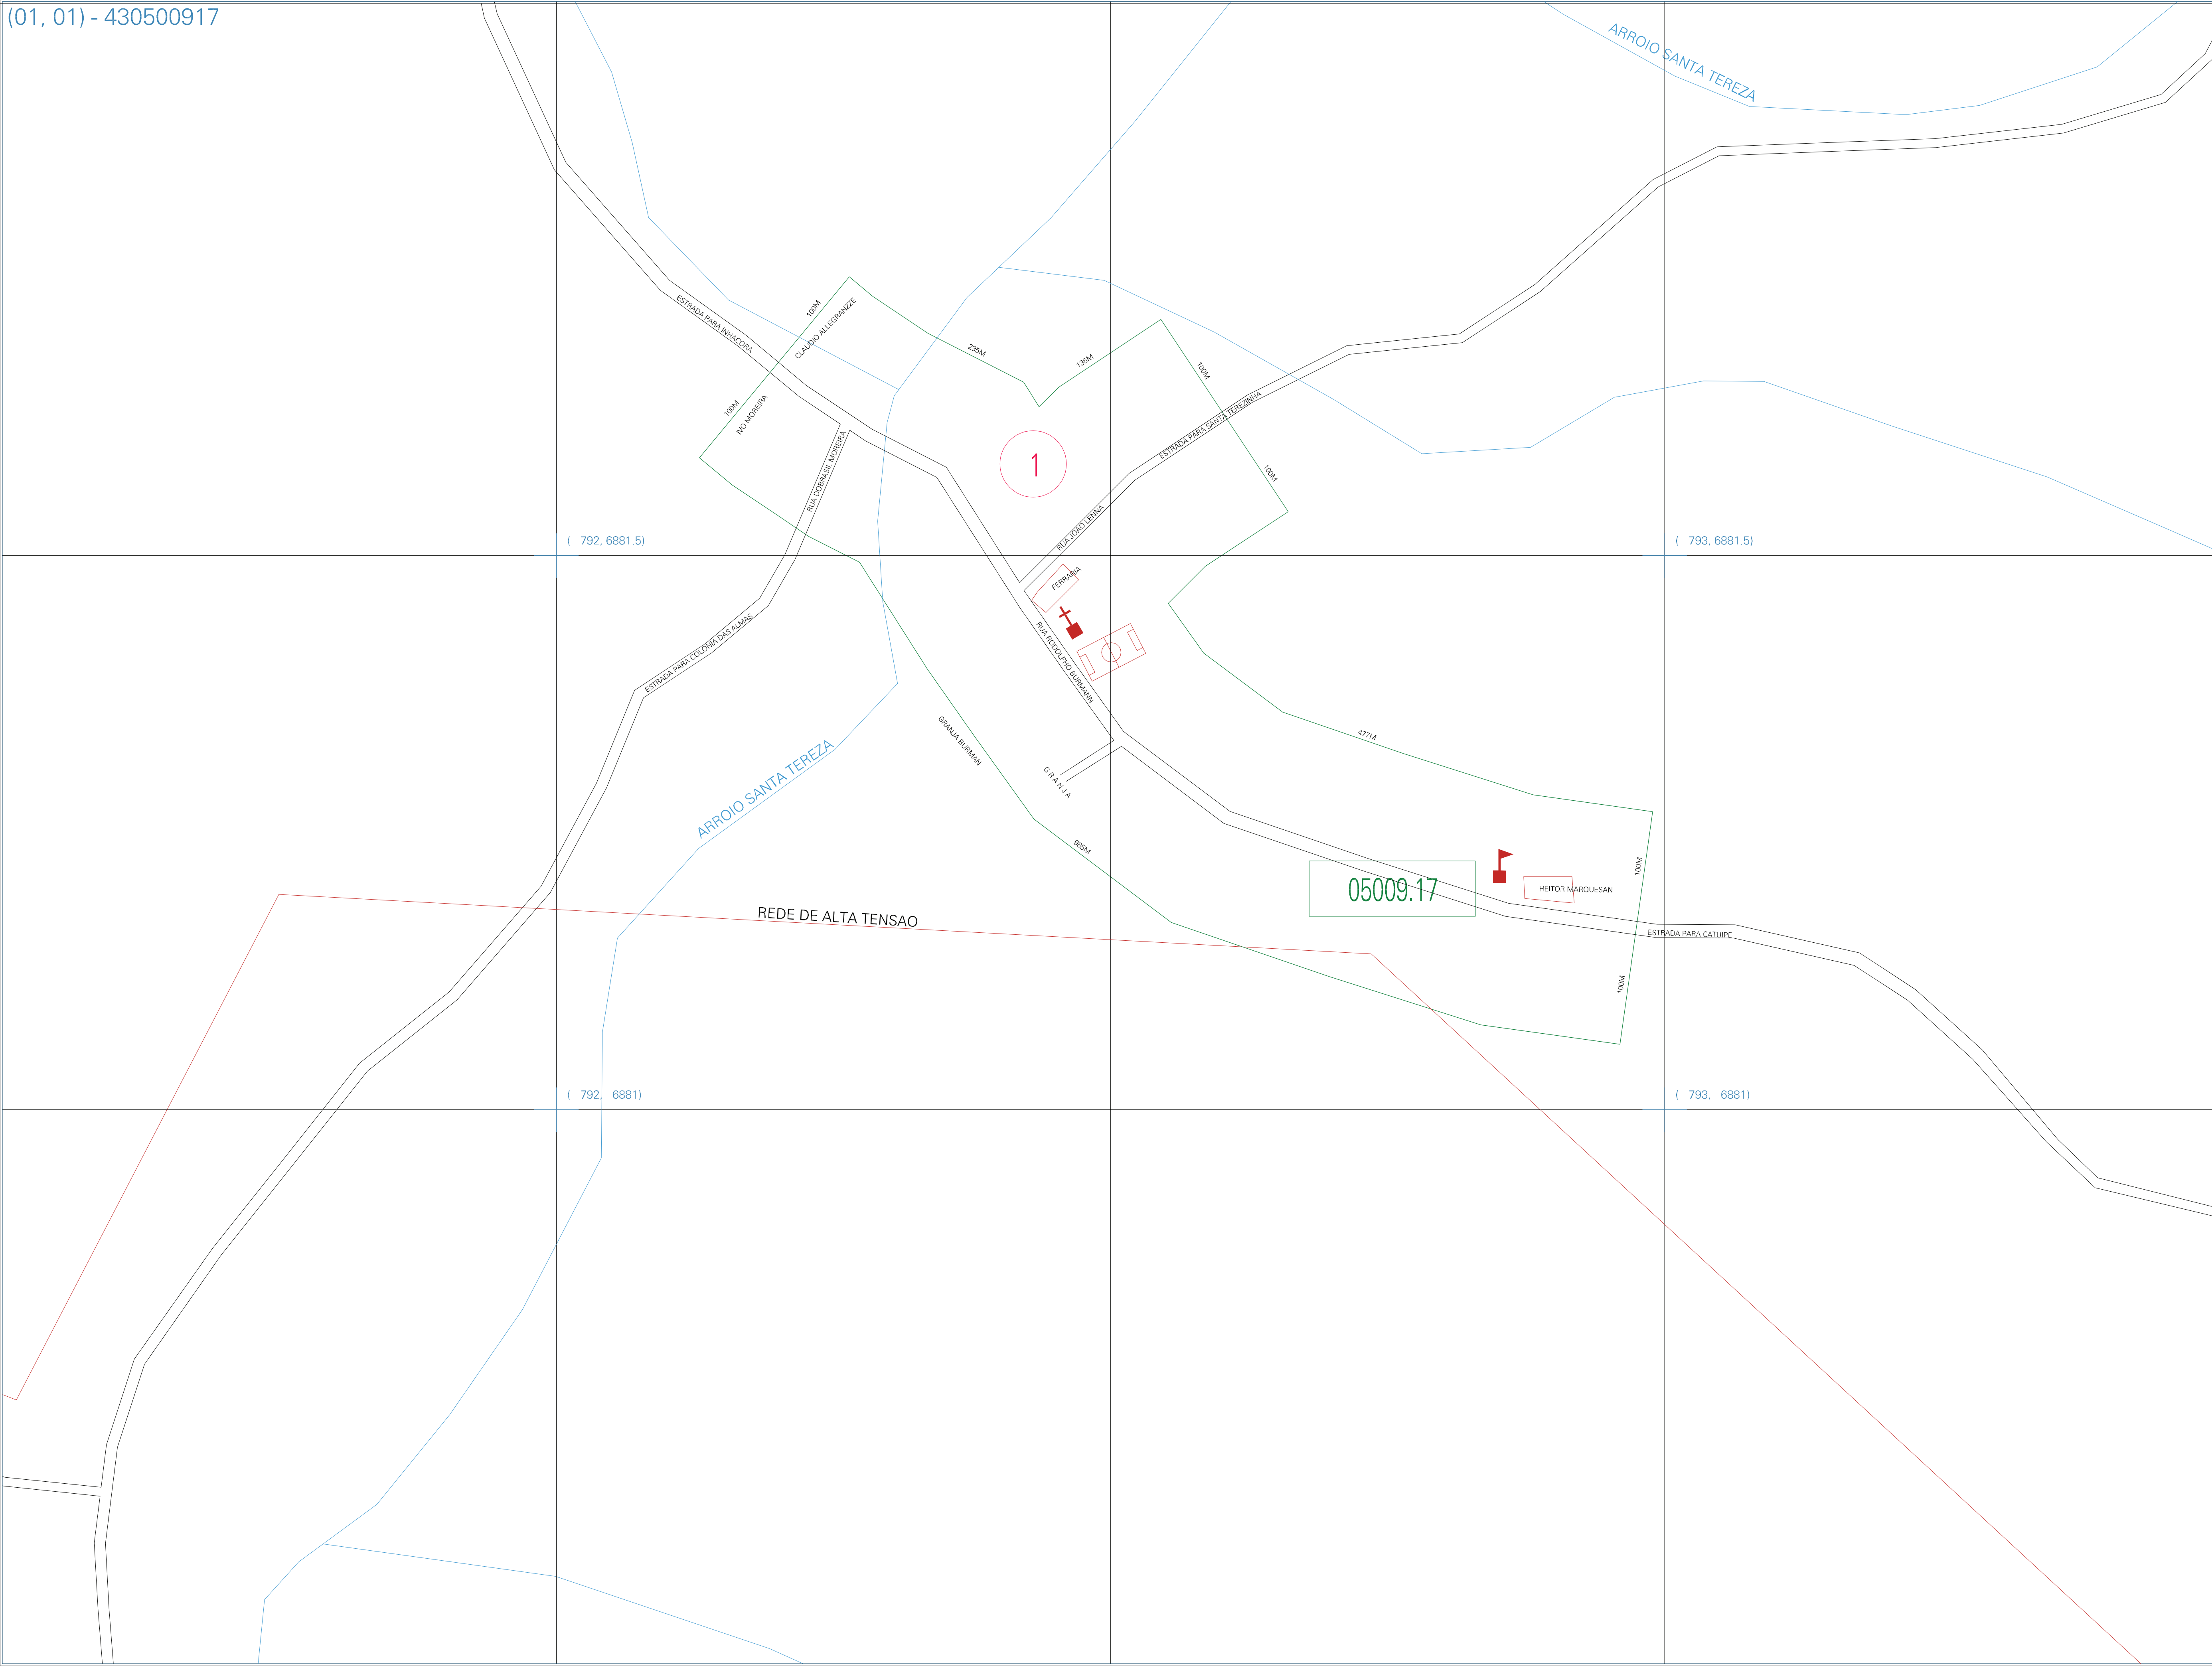 (01, 01) - 430500917
ARROIO SANTA TEREZA
100M
CLAUDIO ALLEGRANZZE
ESTRADA PARA INHACORA
235M
135M
100M
100M
IVO MOREIRA
ESTRADA PARA SANTA TEREZINHA
RUA DOBRASIL MOREIRA
1
100M
RUA JOAO LENNA
( 792, 6881.5)
( 793, 6881.5)
FERRARIA
ESTRADA PARA COLONIA DAS ALMAS
RUA RODOLPHO BURMANN
GRANJA BURMAN
477M
ARROIO SANTA TEREZA
GRANJA
985M
100M
05009.17
HEITOR MARQUESAN
REDE DE ALTA TENSAO
ESTRADA PARA CATUIPE
100M
( 792, 6881)
( 793, 6881)